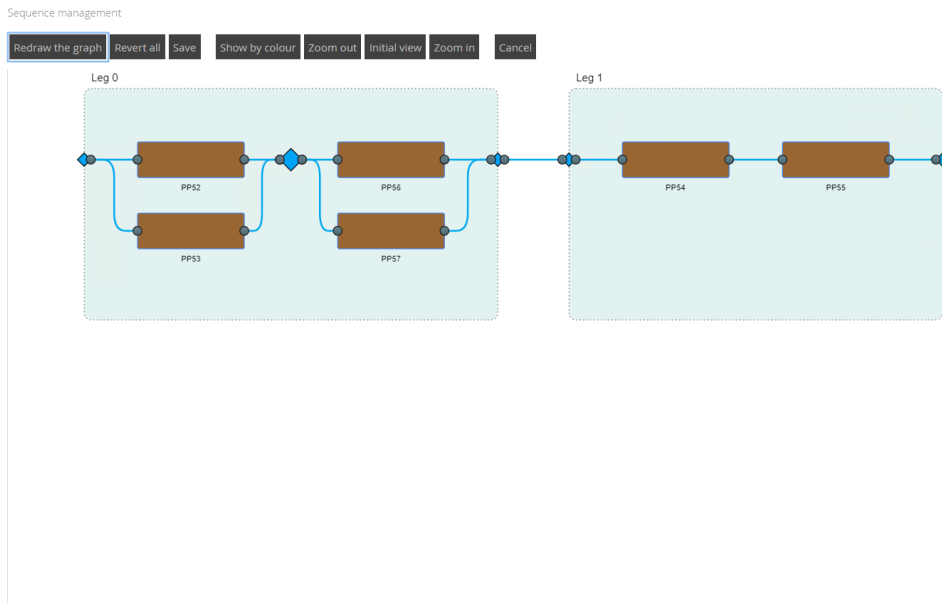 Sequence management
Redraw the graph Revert all Save Show by colour Zoom out Initial view Zoom in Cancel
Leg 0 Leg 1
PP52 PP56 PP54 PP55
PP53 PP57